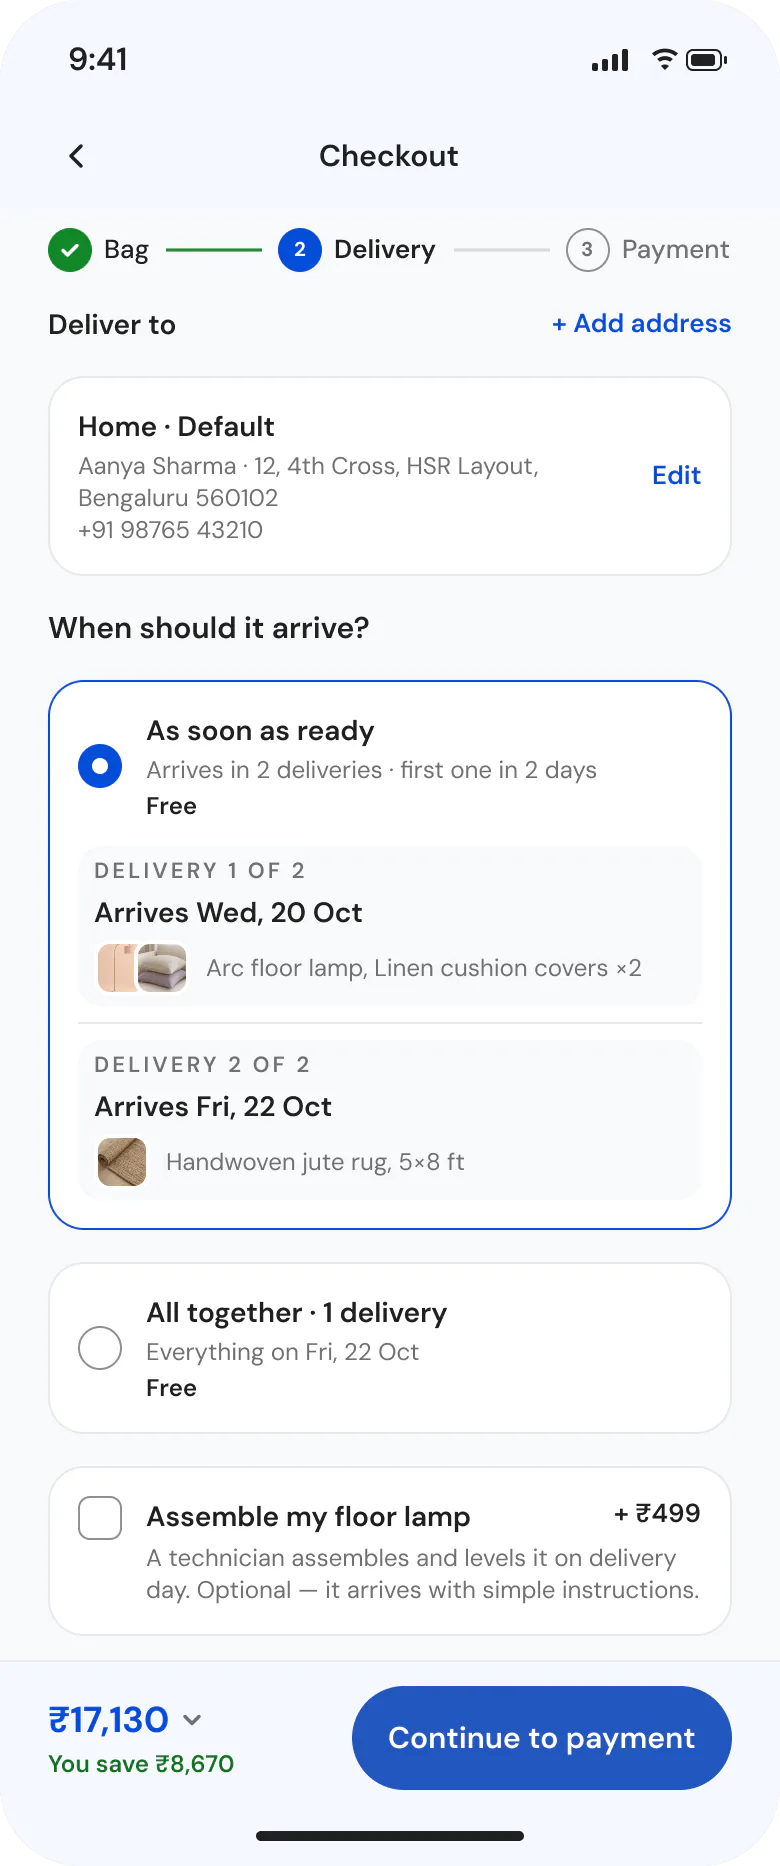 9:41
Checkout
Bag
2 Delivery
3 Payment
Deliver to
+ Add address
Home · Default
Aanya Sharma · 12, 4th Cross, HSR Layout,
Bengaluru 560102
+91 98765 43210
Edit
When should it arrive?
As soon as ready
Arrives in 2 deliveries · first one in 2 days
Free
DELIVERY 1 OF 2
Arrives Wed, 20 Oct
Arc floor lamp, Linen cushion covers ×2
DELIVERY 2 OF 2
Arrives Fri, 22 Oct
Handwoven jute rug, 5×8 ft
All together · 1 delivery
Everything on Fri, 22 Oct
Free
Assemble my floor lamp
+ ₹499
A technician assembles and levels it on delivery
day. Optional — it arrives with simple instructions.
₹17,130
You save ₹8,670
Continue to payment